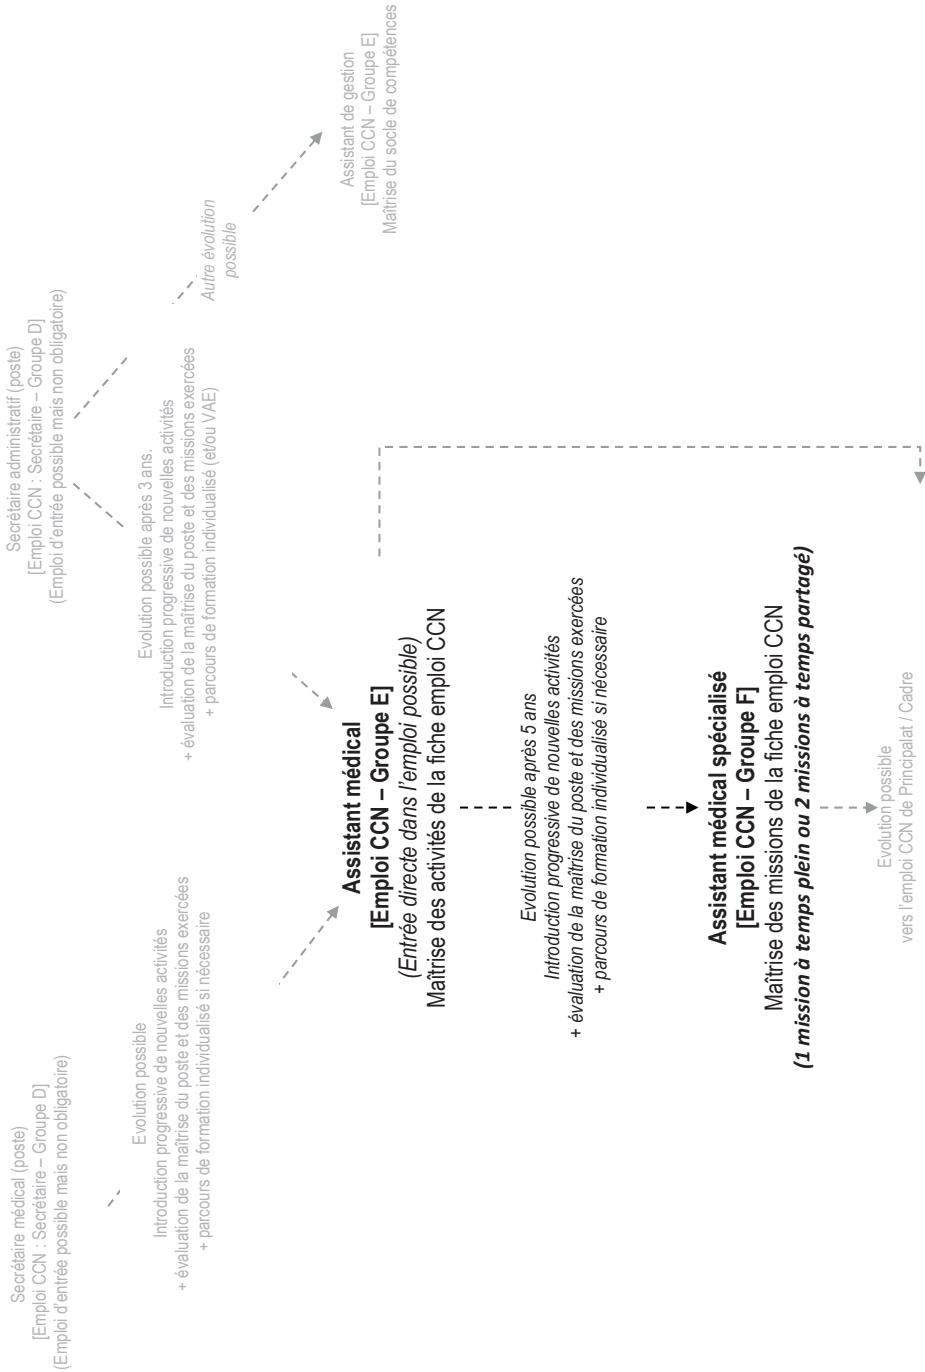 Secrétaire médical (poste)
[Emploi CCN : Secrétaire – Groupe D]
(Emploi d’entrée possible mais non obligatoire)
Secrétaire administratif (poste)
[Emploi CCN : Secrétaire – Groupe D]
(Emploi d’entrée possible mais non obligatoire)
Evolution possible
Introduction progressive de nouvelles activités
+ évaluation de la maîtrise du poste et des missions exercées
+ parcours de formation individualisé si nécessaire
Evolution possible après 3 ans.
Introduction progressive de nouvelles activités
+ évaluation de la maîtrise du poste et des missions exercées
+ parcours de formation individualisé (et/ou VAE)
Autre évolution
possible
Assistant de gestion
[Emploi CCN – Groupe E]
Maîtrise du socle de compétences
Assistant médical
[Emploi CCN – Groupe E]
(Entrée directe dans l’emploi possible)
Maîtrise des activités de la fiche emploi CCN
Evolution possible après 5 ans
Introduction progressive de nouvelles activités
+ évaluation de la maîtrise du poste et des missions exercées
+ parcours de formation individualisé si nécessaire
Assistant médical spécialisé
[Emploi CCN – Groupe F]
Maîtrise des missions de la fiche emploi CCN
(1 mission à temps plein ou 2 missions à temps partagé)
Evolution possible
vers l’emploi CCN de Principalat / Cadre